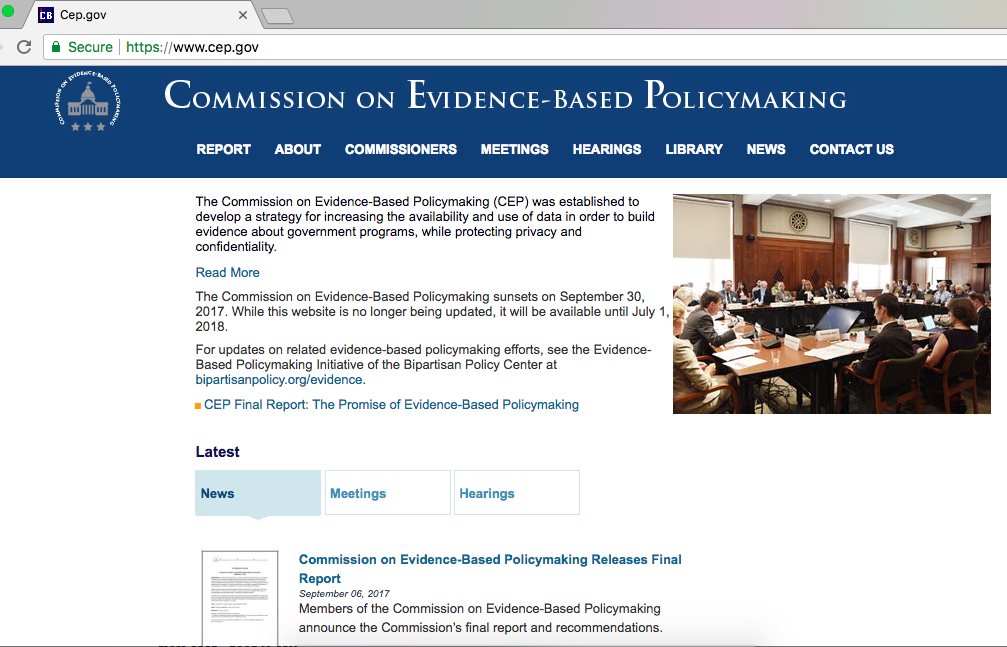 CB Cep.gov
Secure https://www.cep.gov
COMMISSION ON EVIDENCE-BASED POLICYMAKING
COMMISSION ON EVIDENCE-BASED POLICYMAKING
REPORT ABOUT COMMISSIONERS MEETINGS HEARINGS LIBRARY NEWS CONTACT US
The Commission on Evidence-Based Policymaking (CEP) was established to
develop a strategy for increasing the availability and use of data in order to build
evidence about government programs, while protecting privacy and
confidentiality.
Read More
The Commission on Evidence-Based Policymaking sunsets on September 30,
2017. While this website is no longer being updated, it will be available until July 1,
2018.
For updates on related evidence-based policymaking efforts, see the Evidence-
Based Policymaking Initiative of the Bipartisan Policy Center at
bipartisanpolicy.org/evidence.
CEP Final Report: The Promise of Evidence-Based Policymaking
Latest
News Meetings Hearings
Commission on Evidence-Based Policymaking Releases Final
Report
September 06, 2017
Members of the Commission on Evidence-Based Policymaking
announce the Commission's final report and recommendations.